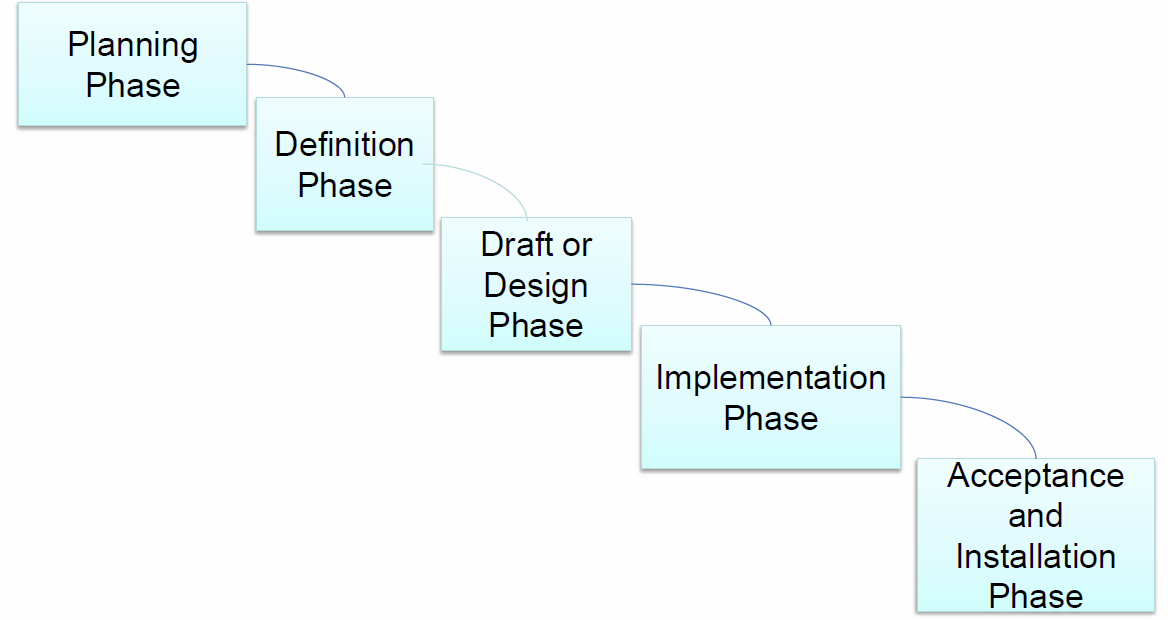 Planning
Phase
Definition
Phase
Draft or
Design
Phase
Implementation
Phase
Acceptance
and
Installation
Phase